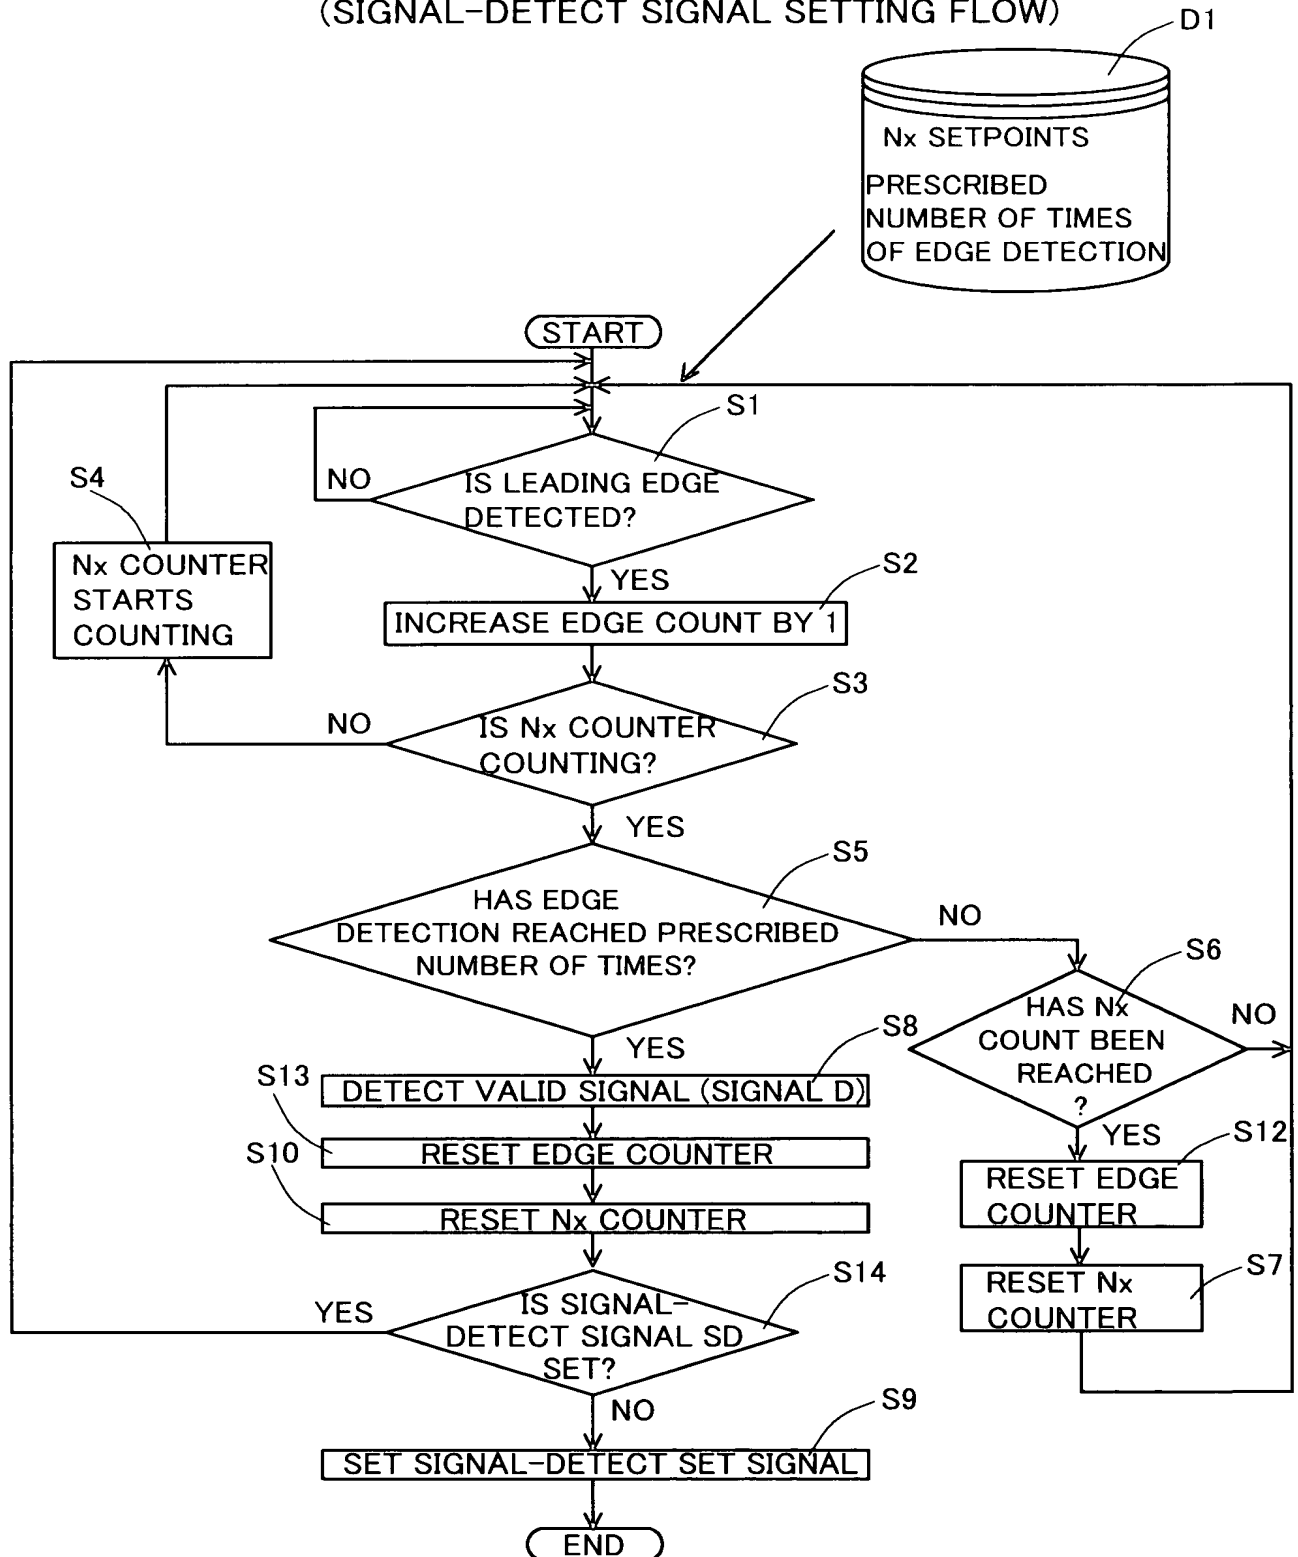 (SIGNAL-DETECT SIGNAL SETTING FLOW)
D1
Nx SETPOINTS
PRESCRIBED
NUMBER OF TIMES
OF EDGE DETECTION
START
S1
IS LEADING EDGE
DETECTED?
NO
S4
Nx COUNTER
STARTS
COUNTING
YES
S2
INCREASE EDGE COUNT BY 1
S3
NO
IS Nx COUNTER
COUNTING?
YES
S5
HAS EDGE
DETECTION REACHED PRESCRIBED
NUMBER OF TIMES?
NO
S6
HAS Nx
COUNT BEEN
REACHED
?
NO
YES
S8
S13
DETECT VALID SIGNAL (SIGNAL D)
RESET EDGE COUNTER
S10
RESET Nx COUNTER
YES
S12
RESET EDGE
COUNTER
S7
RESET Nx
COUNTER
S14
YES
IS SIGNAL-
DETECT SIGNAL SD
SET?
NO
S9
SET SIGNAL-DETECT SET SIGNAL
END